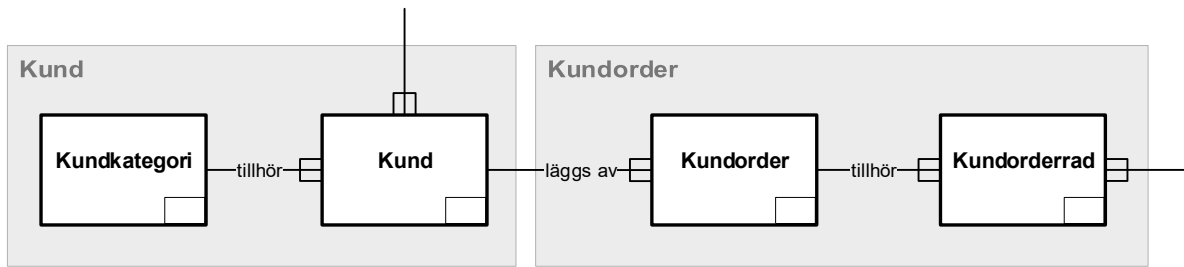 Kund
Kundorder
Kundkategori
tillhör
Kund
läggs av
Kundorder
tillhör
Kundorderrad